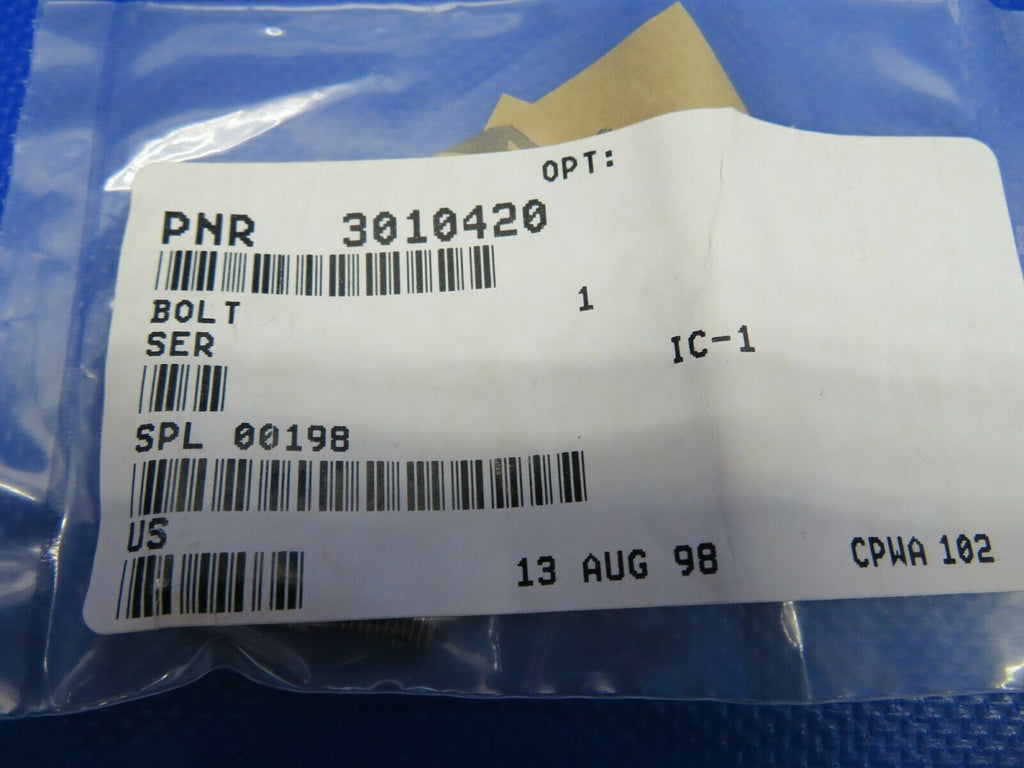 OPT:
PNR 3010420
BOLT 1
SER IC-1
SPL 00198
US
13 AUG 98 CPWA 102